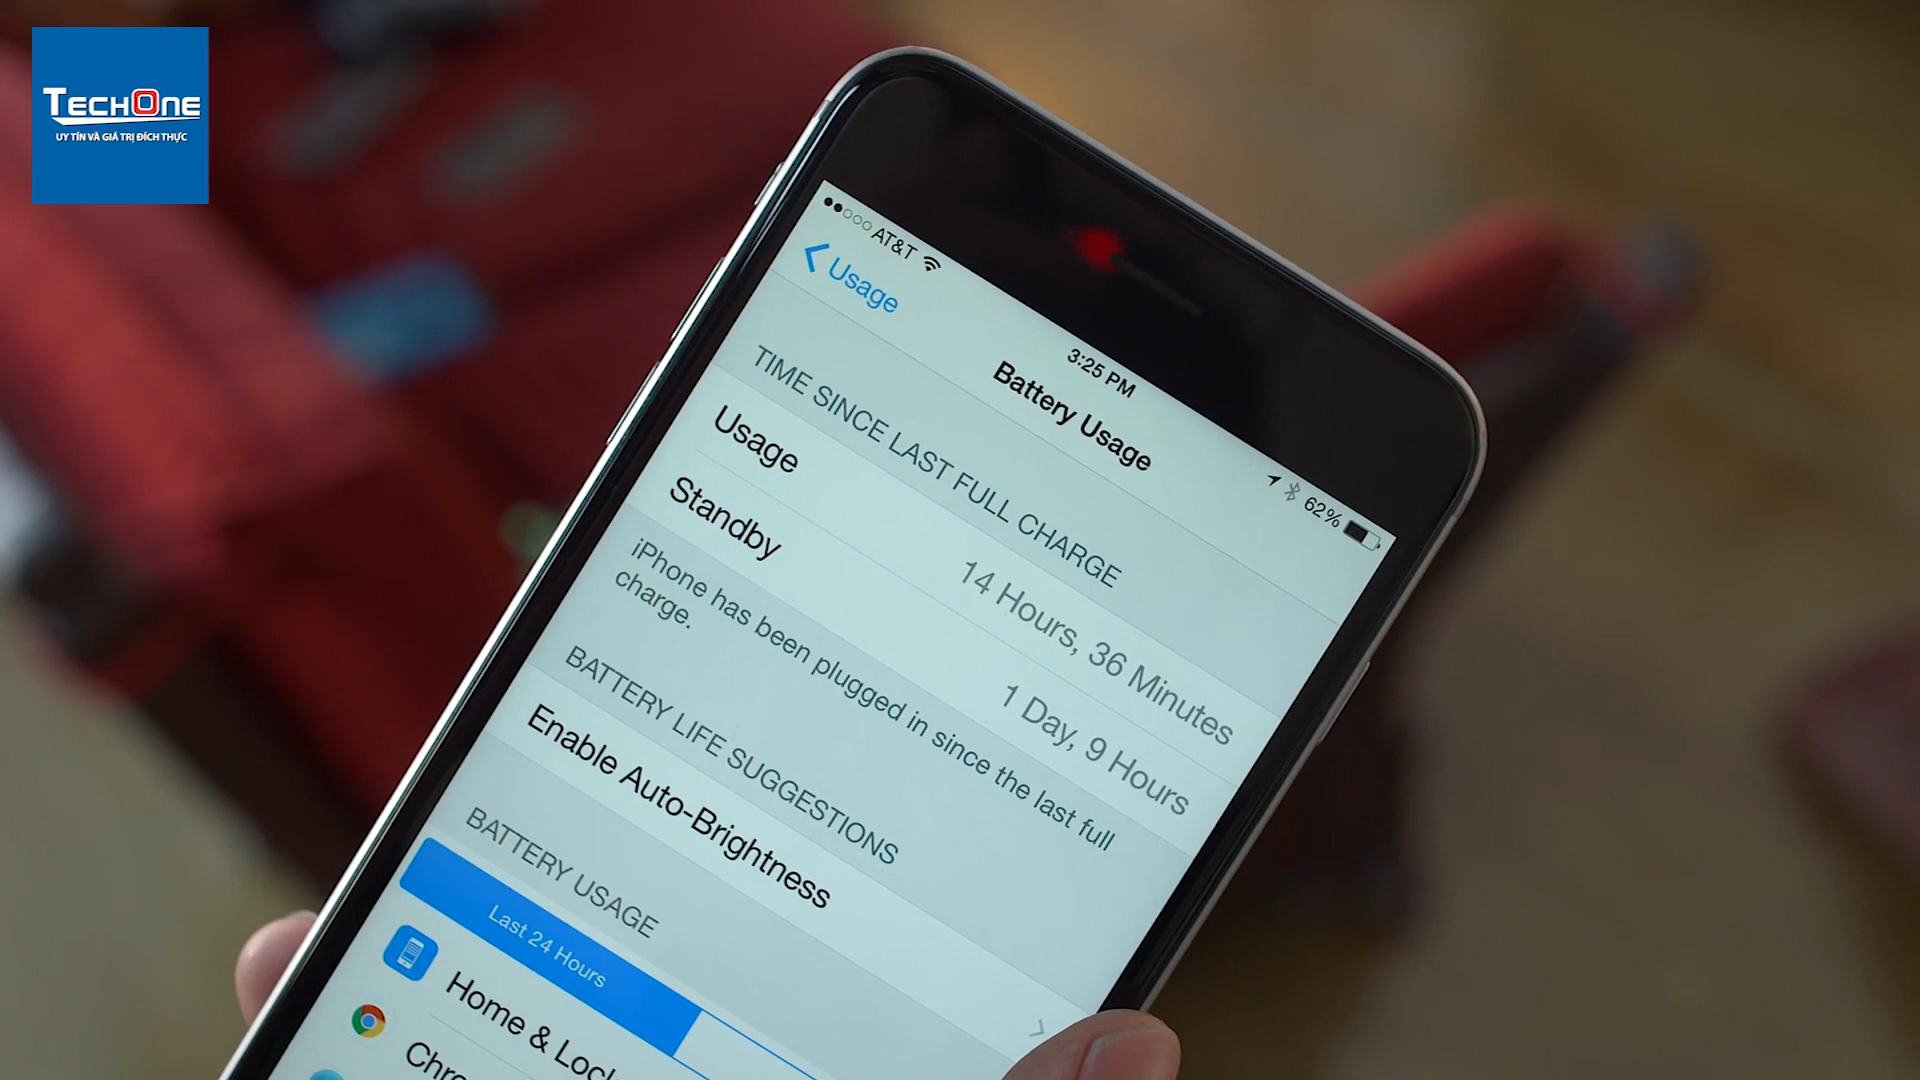 TECHONE
UY TÍN VÀ GIÁ TRỊ ĐÍCH THỰC
AT&T
3:25 PM
62%
Usage
Battery Usage
TIME SINCE LAST FULL CHARGE
Usage
14 Hours, 36 Minutes
Standby
1 Day, 9 Hours
iPhone has been plugged in since the last full
charge.
BATTERY LIFE SUGGESTIONS
Enable Auto-Brightness
BATTERY USAGE
Last 24 Hours
Home &